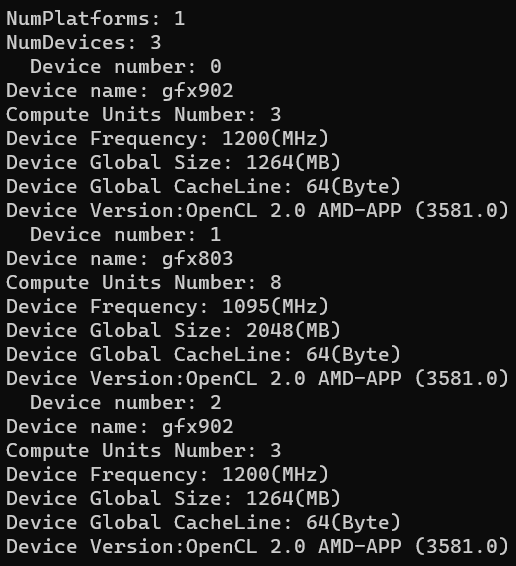 NumPlatforms: 1
NumDevices: 3
Device number: 0
Device name: gfx902
Compute Units Number: 3
Device Frequency: 1200(MHz)
Device Global Size: 1264(MB)
Device Global CacheLine: 64(Byte)
Device Version:OpenCL 2.0 AMD-APP (3581.0)
Device number: 1
Device name: gfx803
Compute Units Number: 8
Device Frequency: 1095(MHz)
Device Global Size: 2048(MB)
Device Global CacheLine: 64(Byte)
Device Version:OpenCL 2.0 AMD-APP (3581.0)
Device number: 2
Device name: gfx902
Compute Units Number: 3
Device Frequency: 1200(MHz)
Device Global Size: 1264(MB)
Device Global CacheLine: 64(Byte)
Device Version:OpenCL 2.0 AMD-APP (3581.0)